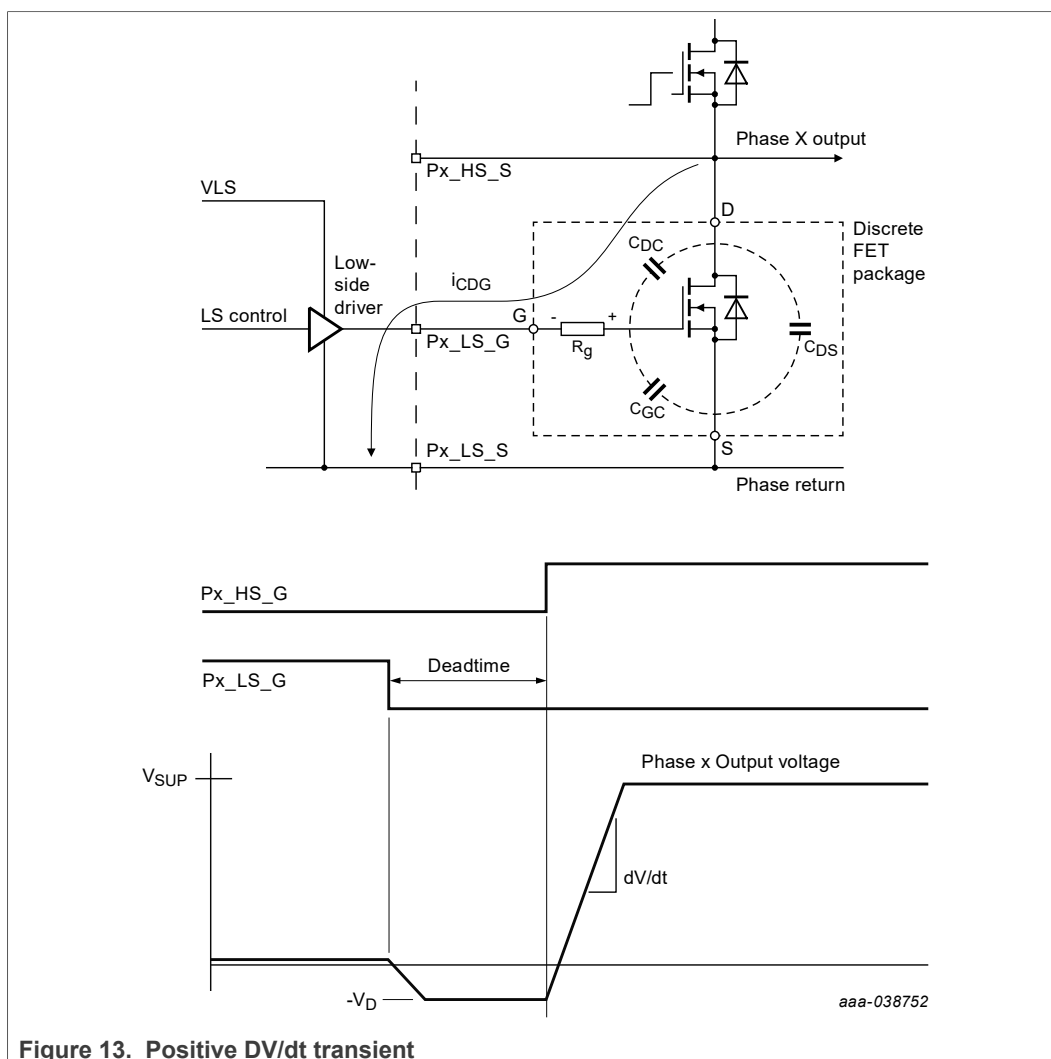 Phase X output
Px_HS_S
VLS
D
Discrete
FET
package
CDC
Low-
side
driver
iCDG
LS control
G
-
+
Px_LS_G
Rg
CDS
CGC
Px_LS_S
S
Phase return
Px_HS_G
Deadtime
Px_LS_G
VSUP
Phase x Output voltage
dV/dt
-VD
aaa-038752
Figure 13. Positive DV/dt transient